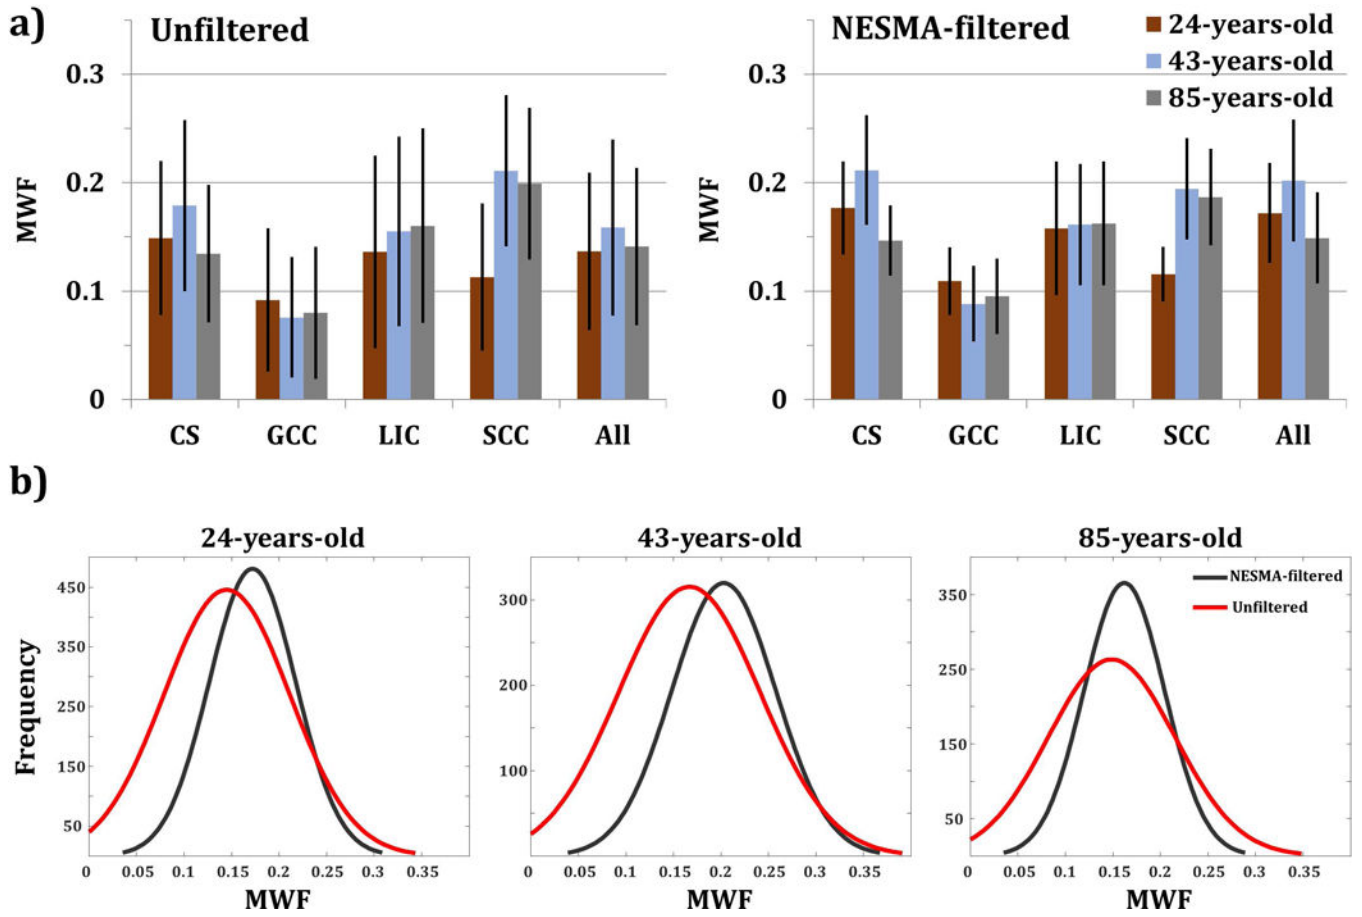 a)
Unfiltered
MWF
0.3
0.2
0.1
0
CS GCC LIC SCC All
NESMA-filtered
24-years-old
43-years-old
85-years-old
MWF
0.3
0.2
0.1
0
CS GCC LIC SCC All
b)
24-years-old
Frequency
450
350
250
150
50
0 0.05 0.1 0.15 0.2 0.25 0.3 0.35
MWF
43-years-old
300
200
100
0 0.05 0.1 0.15 0.2 0.25 0.3 0.35
MWF
85-years-old
NESMA-filtered
Unfiltered
350
250
150
50
0 0.05 0.1 0.15 0.2 0.25 0.3 0.35
MWF